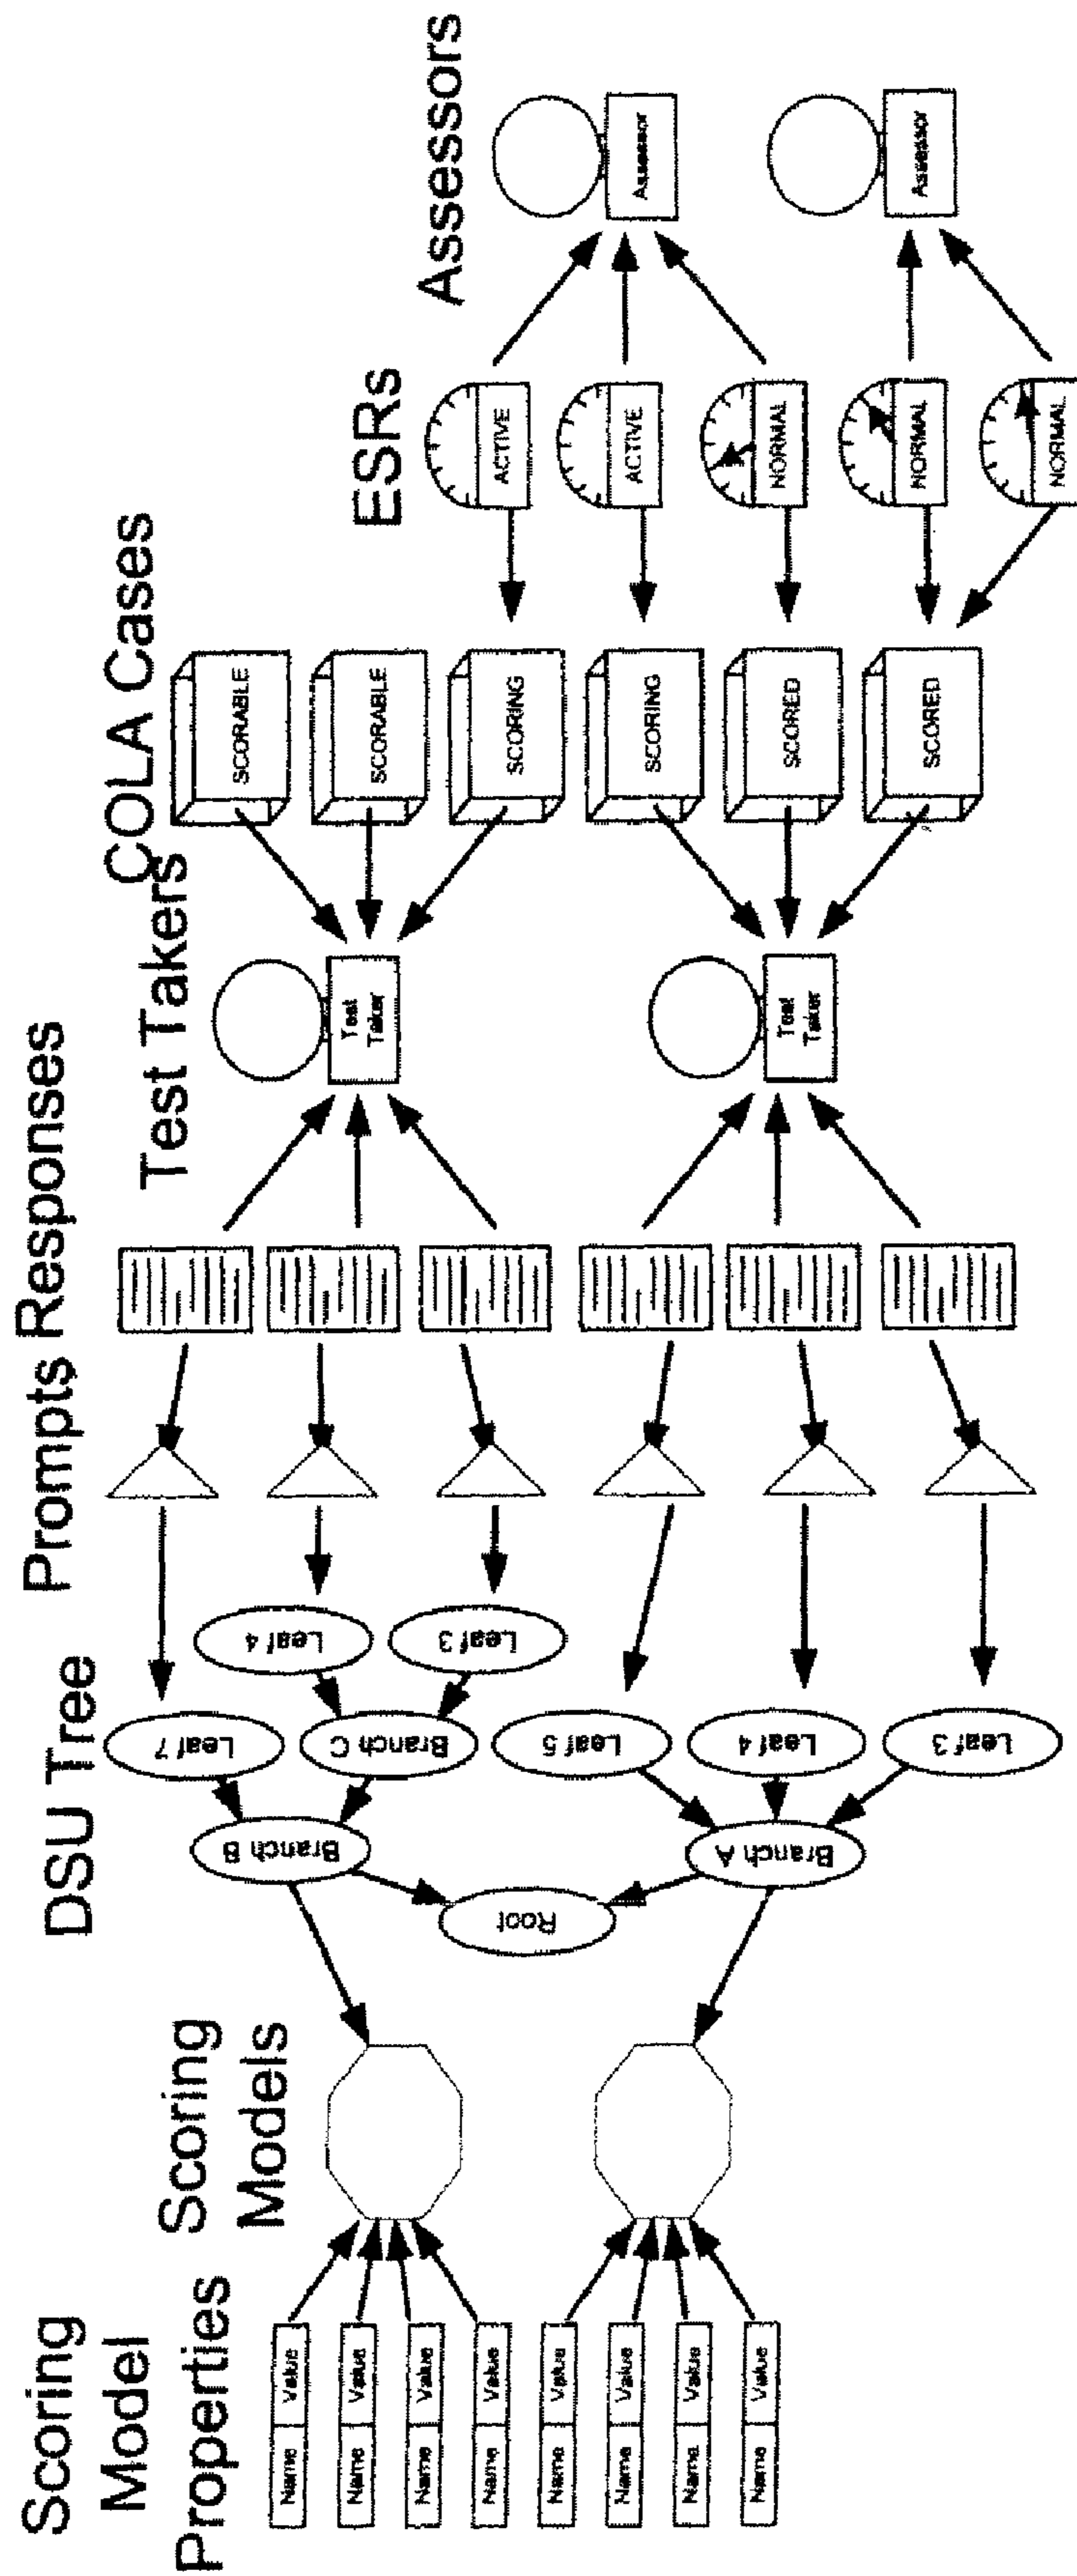 Scoring
Model
Properties
Scoring
Models
DSU Tree
Prompts
Responses
Test Takers
COLA Cases
ESRs
Assessors
Name Value
Name Value
Name Value
Name Value
Name Value
Name Value
Name Value
Name Value
Root
Branch B
Branch A
Leaf 7
Branch C
Leaf 5
Leaf 4
Leaf 3
Leaf 4
Leaf 3
Test
Taker
Test
Taker
SCORABLE
SCORABLE
SCORING
SCORING
SCORED
SCORED
ACTIVE
ACTIVE
NORMAL
NORMAL
NORMAL
Assessor
Assessor